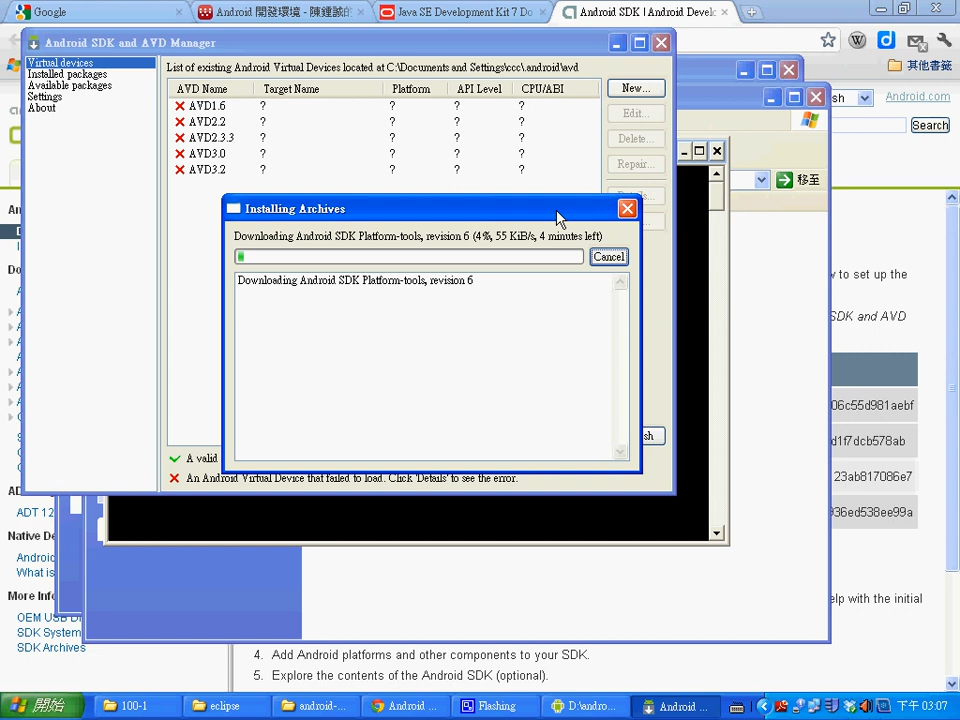 Google
Android 開發環境 - 陳鍾誠的
Java SE Development Kit 7 Do
Android SDK | Android Devel
其他書籤
Android SDK and AVD Manager
Virtual devices
Installed packages
Available packages
Settings
About
List of existing Android Virtual Devices located at C:\Documents and Settings\ccc\.android\avd
AVD Name Target Name Platform API Level CPU/ABI
AVD1.6 ? ? ? ?
AVD2.2 ? ? ? ?
AVD2.3.3 ? ? ? ?
AVD3.0 ? ? ? ?
AVD3.2 ? ? ? ?
New...
Edit...
Delete...
Repair...
Android.com
Search
移至
Installing Archives
Downloading Android SDK Platform-tools, revision 6 (4%, 55 KiB/s, 4 minutes left)
Cancel
Downloading Android SDK Platform-tools, revision 6
A valid
An Android Virtual Device that failed to load. Click 'Details' to see the error.
to set up the
SDK and AVD
06c55d981aebf
d1f7dcb578ab
23ab817086e7
936ed538ee99a
ADT 12
Native De
Android
What is
More Info
OEM USB Dr
SDK System
SDK Archives
elp with the initial
4. Add Android platforms and other components to your SDK.
5. Explore the contents of the Android SDK (optional).
開始
100-1
eclipse
android-...
Android ...
Flashing
D:\andro...
Android ...
下午 03:07